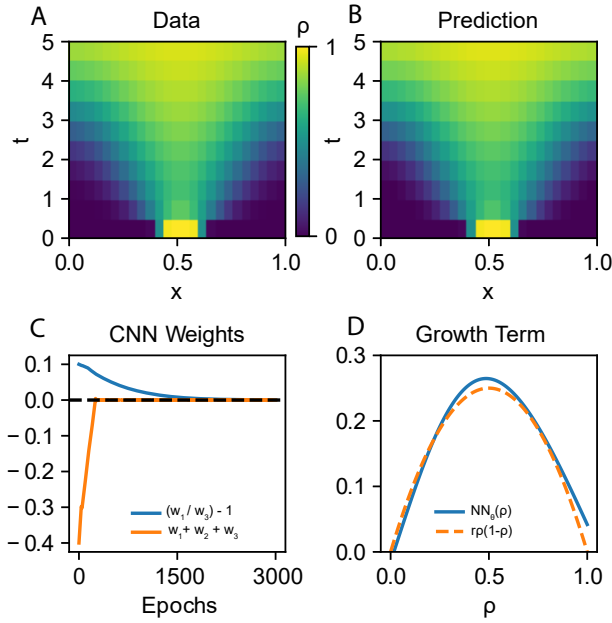 A
Data
ρ
B
Prediction
5
4
3
2
1
0
t
1
0
5
4
3
2
1
0
t
0.0
0.5
1.0
x
0.0
0.5
1.0
x
C
CNN Weights
0.1
0.0
−0.1
−0.2
−0.3
−0.4
(w₁ / w₃) - 1
w₁+ w₂ + w₃
0
1500
3000
Epochs
D
Growth Term
0.3
0.2
0.1
0.0
NN_θ(ρ)
rρ(1-ρ)
0.0
0.5
1.0
ρ